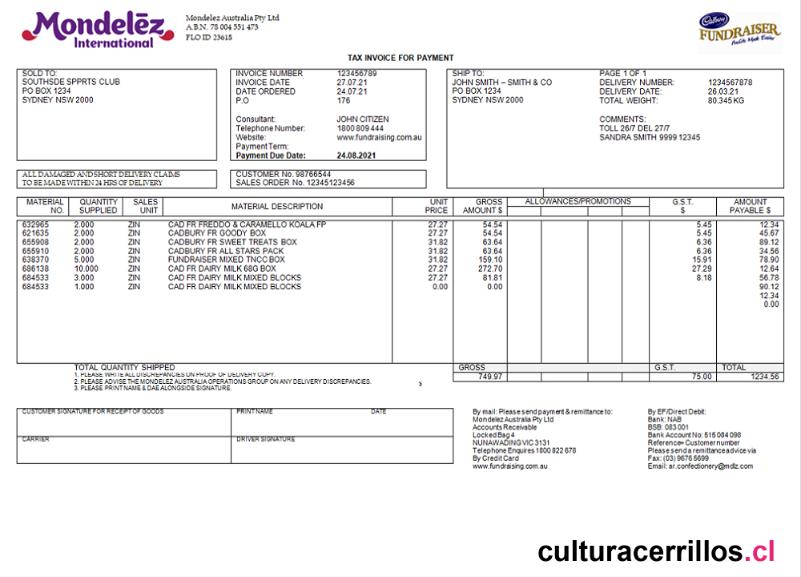 Mondelēz
International
Mondelez Australia Pty Ltd
A.B.N. 78 004 551 473
FLO ID 23618
Cadbury
FUNDRAISER
TAX INVOICE FOR PAYMENT
SOLD TO:
SOUTHSDE SPPRTS CLUB
PO BOX 1234
SYDNEY NSW 2000
INVOICE NUMBER 123456789
INVOICE DATE 27.07.21
DATE ORDERED 24.07.21
P.O 176
Consultant: JOHN CITIZEN
Telephone Number: 1800 809 444
Website: www.fundraising.com.au
Payment Term:
Payment Due Date: 24.08.2021
SHIP TO:
JOHN SMITH – SMITH & CO
PO BOX 1234
SYDNEY NSW 2000
PAGE 1 OF 1
DELIVERY NUMBER: 1234567878
DELIVERY DATE: 26.03.21
TOTAL WEIGHT: 80.345 KG
COMMENTS:
TOLL 26/7 DEL 27/7
SANDRA SMITH 9999 12345
ALL DAMAGED AND SHORT DELIVERY CLAIMS
TO BE MADE WITHIN 24 HRS OF DELIVERY
CUSTOMER No. 98766544
SALES ORDER No. 12345123456
MATERIAL NO. QUANTITY SUPPLIED SALES UNIT MATERIAL DESCRIPTION UNIT PRICE GROSS AMOUNT $ ALLOWANCES/PROMOTIONS G.S.T. $ AMOUNT PAYABLE $
632965 2.000 ZIN CAD FR FREDDO & CARAMELLO KOALA FP 27.27 54.54 5.45 12.34
621635 2.000 ZIN CADBURY FR GOODY BOX 27.27 54.54 5.45 45.67
655908 2.000 ZIN CADBURY FR SWEET TREATS BOX 31.82 63.64 6.36 89.12
655910 2.000 ZIN CADBURY FR ALL STARS PACK 31.82 63.64 6.36 34.56
638370 5.000 ZIN FUNDRAISER MIXED TNCC BOX 31.82 159.10 15.91 78.90
686138 10.000 ZIN CAD FR DAIRY MILK 68G BOX 27.27 272.70 27.29 12.64
684533 3.000 ZIN CAD FR DAIRY MILK MIXED BLOCKS 27.27 81.81 8.18 56.78
684533 1.000 ZIN CAD FR DAIRY MILK MIXED BLOCKS 0.00 0.00 90.12
12.34
0.00
TOTAL QUANTITY SHIPPED
1. PLEASE WRITE ALL DISCREPANCIES ON PROOF OF DELIVERY COPY.
2. PLEASE ADVISE THE MONDELEZ AUSTRALIA OPERATIONS GROUP ON ANY DELIVERY DISCREPANCIES.
3. PLEASE PRINT NAME & DAE ALONGSIDE SIGNATURE.
GROSS G.S.T. TOTAL
749.97 75.00 1234.56
CUSTOMER SIGNATURE FOR RECEIPT OF GOODS PRINT NAME DATE
CARRIER DRIVER SIGNATURE
By mail: Please send payment & remittance to:
Mondelez Australia Pty Ltd
Accounts Receivable
Locked Bag 4
NUNAWADING VIC 3131
Telephone Enquires 1800 822 678
By Credit Card
www.fundraising.com.au
By EF/Direct Debit:
Bank: NAB
BSB: 083 001
Bank Account No: 515 084 098
Reference= Customer number
Please send a remittance advice via
Fax: (03) 9676 5699
Email: ar.confectionery@mdlz.com
culturacerrillos.cl